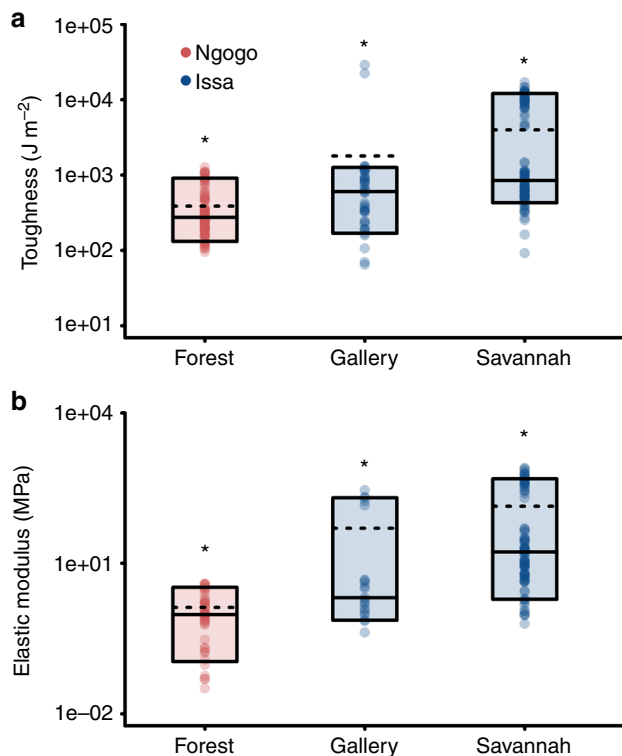 a
1e+05
1e+04
1e+03
1e+02
1e+01
Toughness (J m⁻²)
Ngogo
Issa
*
*
*
Forest Gallery Savannah
b
1e+04
1e+01
1e−02
Elastic modulus (MPa)
*
*
*
Forest Gallery Savannah